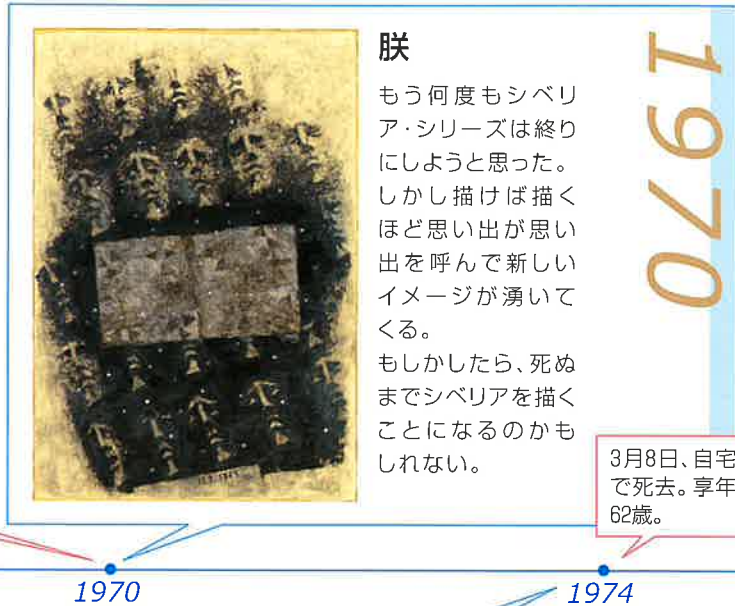 朕
もう何度もシベリ
ア・シリーズは終り
にしようと思った。
しかし描けば描く
ほど思い出が思い
出を呼んで新しい
イメージが湧いて
くる。
もしかしたら、死ぬ
までシベリアを描く
ことになるのかも
しれない。
1970
3月8日、自宅
で死去。享年
62歳。
1970
1974